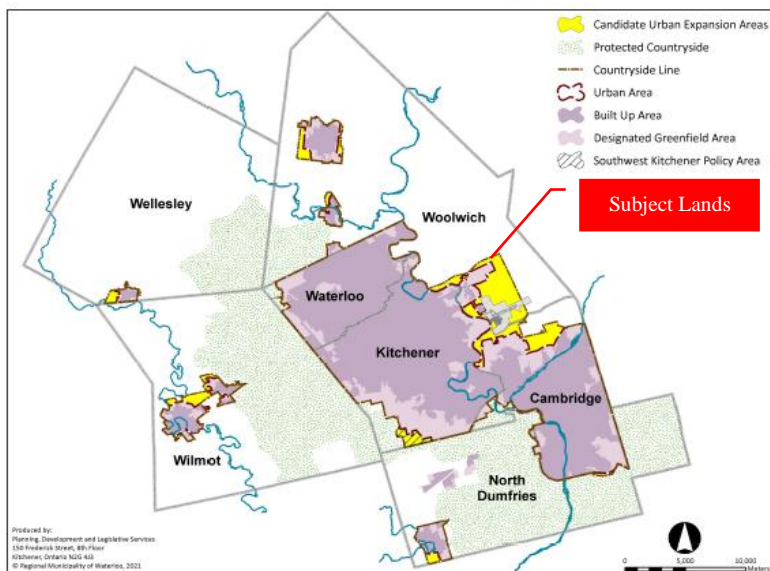 Candidate Urban Expansion Areas
Protected Countryside
Countryside Line
Urban Area
Built Up Area
Designated Greenfield Area
Southwest Kitchener Policy Area
Subject Lands
Wellesley
Woolwich
Waterloo
Kitchener
Cambridge
Wilmot
North
Dumfries
Produced by:
Planning, Development and Legislative Services
150 Frederick Street, 8th Floor
Kitchener, Ontario N2G 4J3
© Regional Municipality of Waterloo, 2021
0 5,000 10,000
Meters